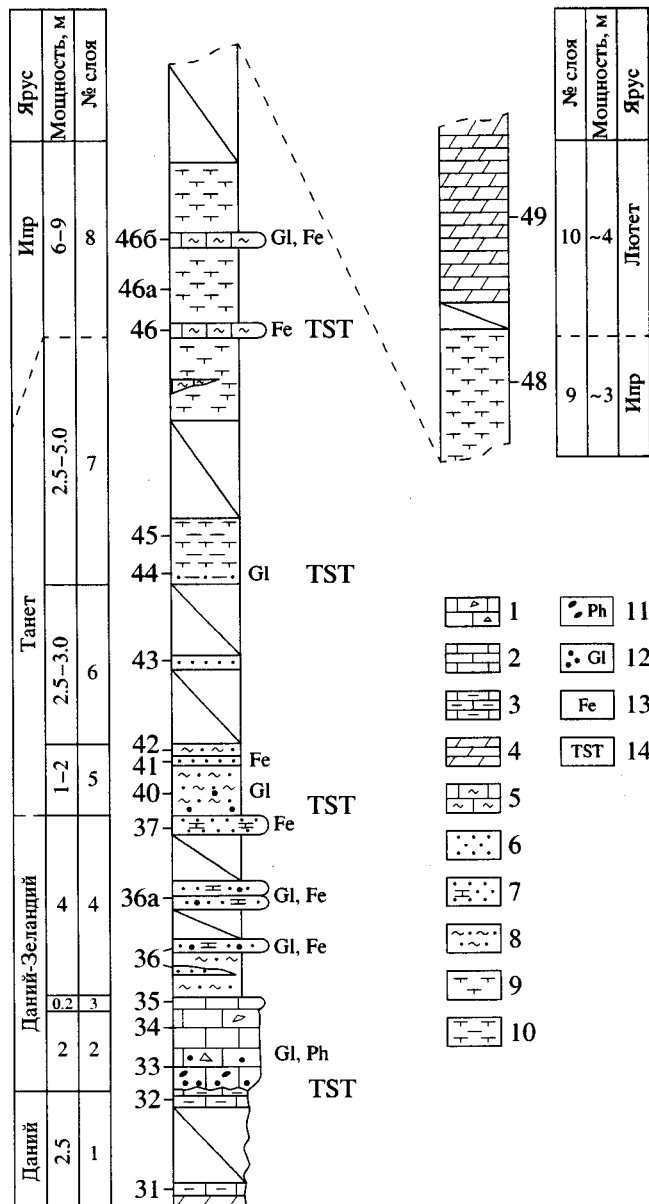 Ярус
Мощность, м
№ слоя
Ипр
6–9
8
Танет
2.5–5.0
7
2.5–3.0
6
1–2
5
Даний-Зеландий
4
4
0.2
3
2
2
Даний
2.5
1
46б
Gl, Fe
46а
46
Fe TST
45
44
Gl TST
43
42
41
Fe
40
Gl
TST
37
Fe
36а
Gl, Fe
36
Gl, Fe
35
34
33
Gl, Ph
TST
32
31
№ слоя
Мощность, м
Ярус
49
10
~4
Лютет
48
9
~3
Ипр
1
2
3
4
5
6
7
8
9
10
Ph 11
Gl 12
Fe 13
TST 14